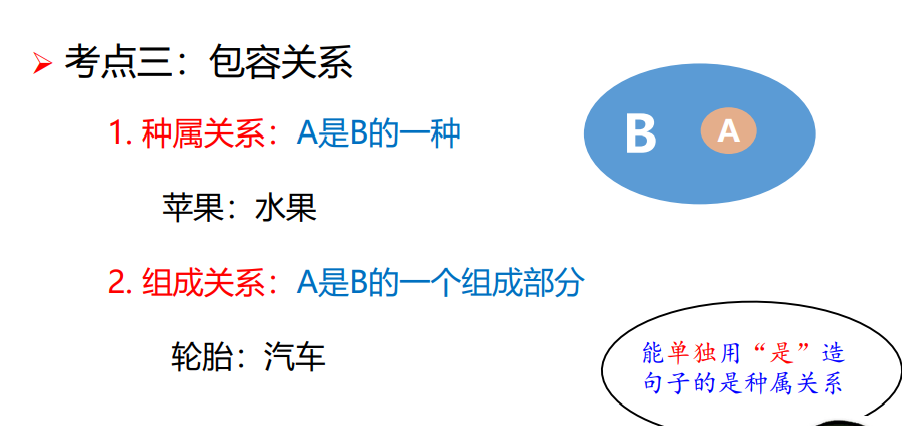 考点三：包容关系
1. 种属关系：A是B的一种
苹果：水果
2. 组成关系：A是B的一个组成部分
轮胎：汽车
B
A
能单独用“是”造
句子的是种属关系